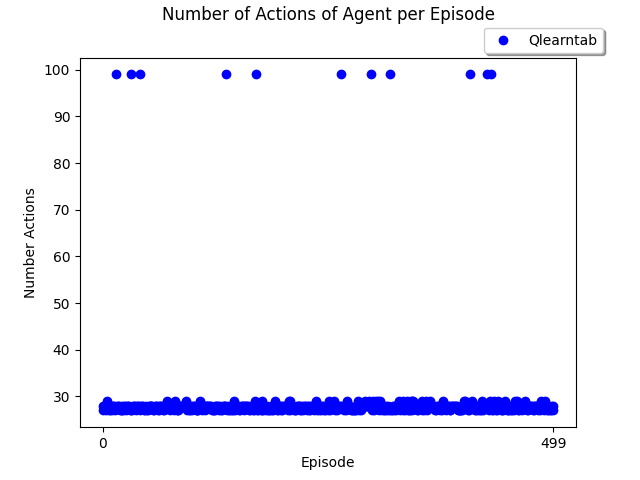 Number of Actions of Agent per Episode
Qlearntab
100
90
80
70
60
50
40
30
Number Actions
0
499
Episode